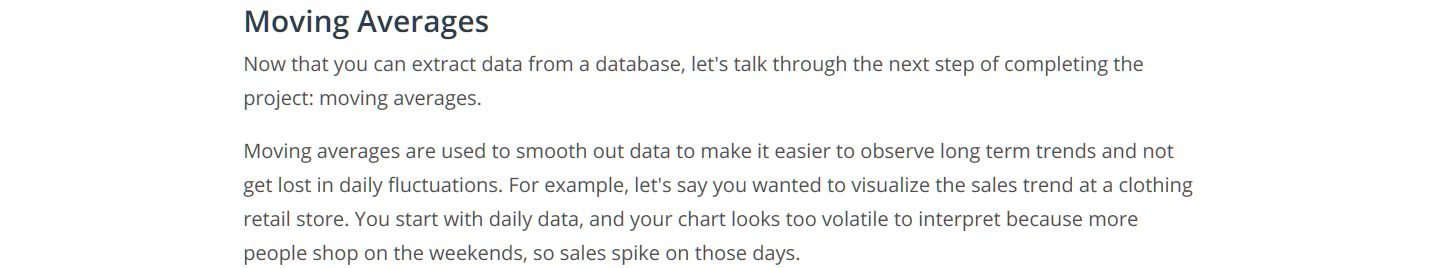 Moving Averages
Now that you can extract data from a database, let's talk through the next step of completing the
project: moving averages.
Moving averages are used to smooth out data to make it easier to observe long term trends and not
get lost in daily fluctuations. For example, let's say you wanted to visualize the sales trend at a clothing
retail store. You start with daily data, and your chart looks too volatile to interpret because more
people shop on the weekends, so sales spike on those days.